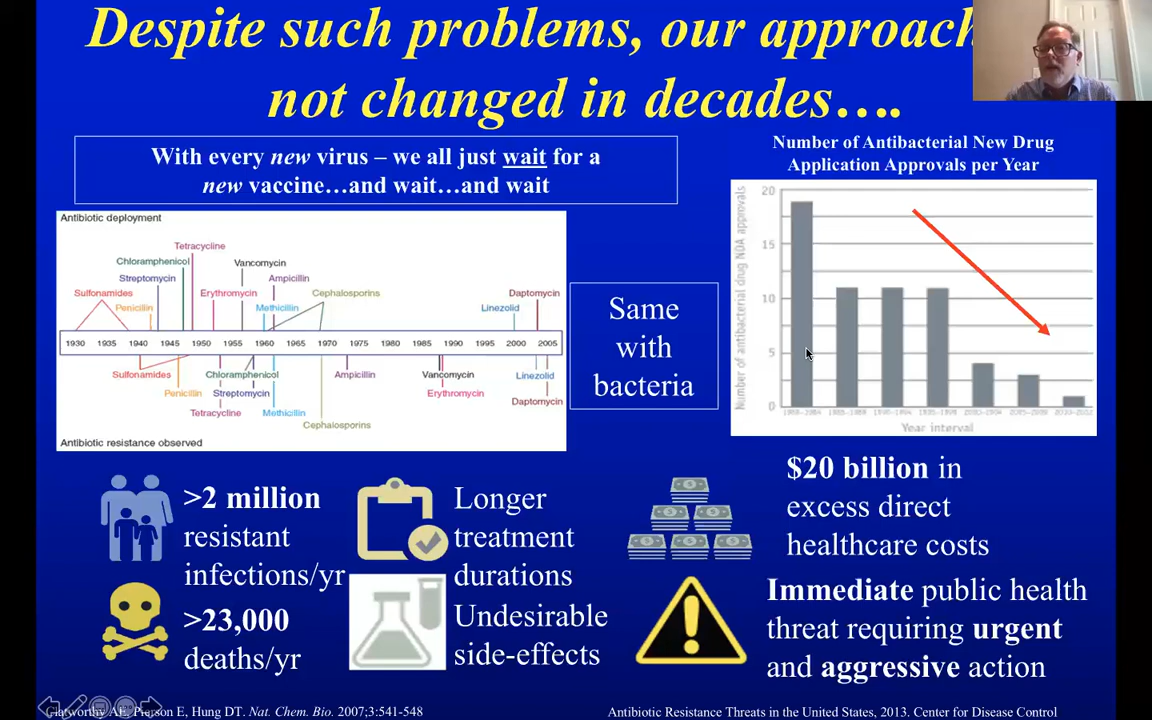 Despite such problems, our approach
not changed in decades….
With every new virus – we all just wait for a
new vaccine…and wait…and wait
Number of Antibacterial New Drug
Application Approvals per Year
Antibiotic deployment
Tetracycline
Chloramphenicol
Vancomycin
Streptomycin
Ampicillin
Sulfonamides
Erythromycin
Cephalosporins
Daptomycin
Penicillin
Methicillin
Linezolid
1930 1935 1940 1945 1950 1955 1960 1965 1970 1975 1980 1985 1990 1995 2000 2005
Sulfonamides
Chloramphenicol
Ampicillin
Vancomycin
Linezolid
Penicillin
Streptomycin
Erythromycin
Daptomycin
Tetracycline
Methicillin
Cephalosporins
Antibiotic resistance observed
Same
with
bacteria
Number of antibacterial drug NDA approvals
20
15
10
5
0
Year interval
>2 million
resistant
infections/yr
Longer
treatment
durations
$20 billion in
excess direct
healthcare costs
>23,000
deaths/yr
Undesirable
side-effects
Immediate public health
threat requiring urgent
and aggressive action
Hung DT. Nat. Chem. Bio. 2007;3:541-548
Antibiotic Resistance Threats in the United States, 2013. Center for Disease Control